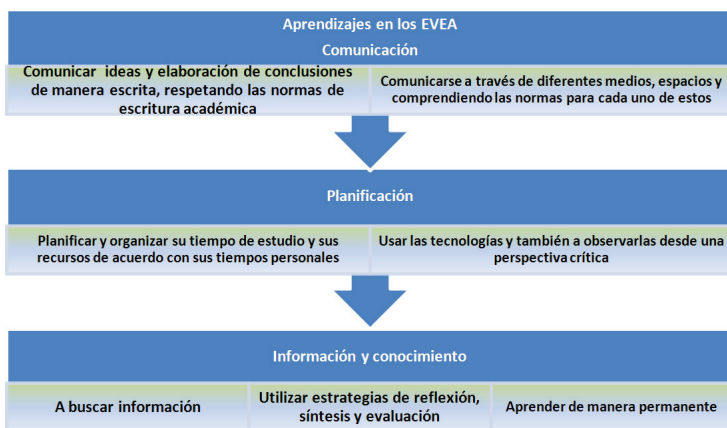 Aprendizajes en los EVEA
Comunicación
Comunicar ideas y elaboración de conclusiones
de manera escrita, respetando las normas de
escritura académica
Comunicarse a través de diferentes medios, espacios y
comprendiendo las normas para cada uno de estos
Planificación
Planificar y organizar su tiempo de estudio y sus
recursos de acuerdo con sus tiempos personales
Usar las tecnologías y también a observarlas desde una
perspectiva crítica
Información y conocimiento
A buscar información
Utilizar estrategias de reflexión,
síntesis y evaluación
Aprender de manera permanente